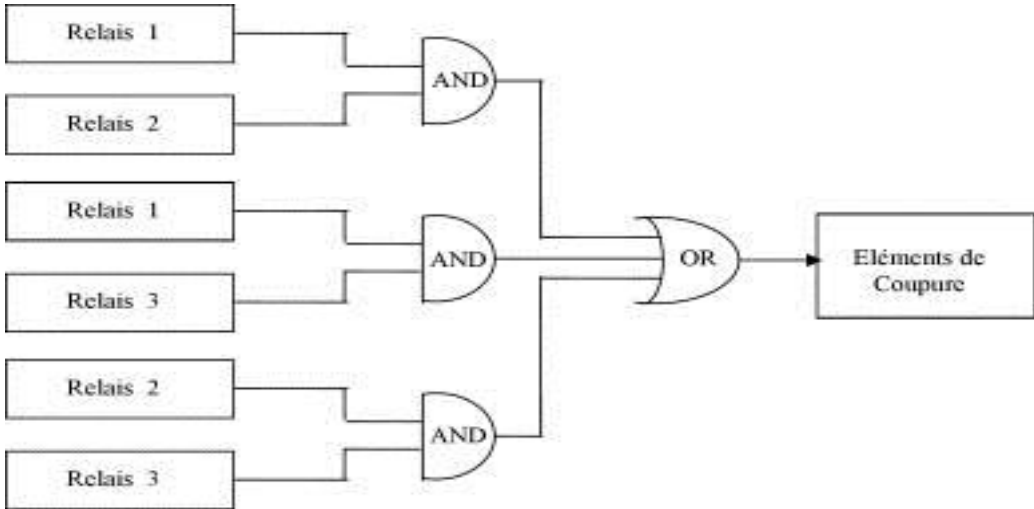 Relais 1
AND
Relais 2
Relais 1
AND
Relais 3
OR
Eléments de
Coupure
Relais 2
AND
Relais 3